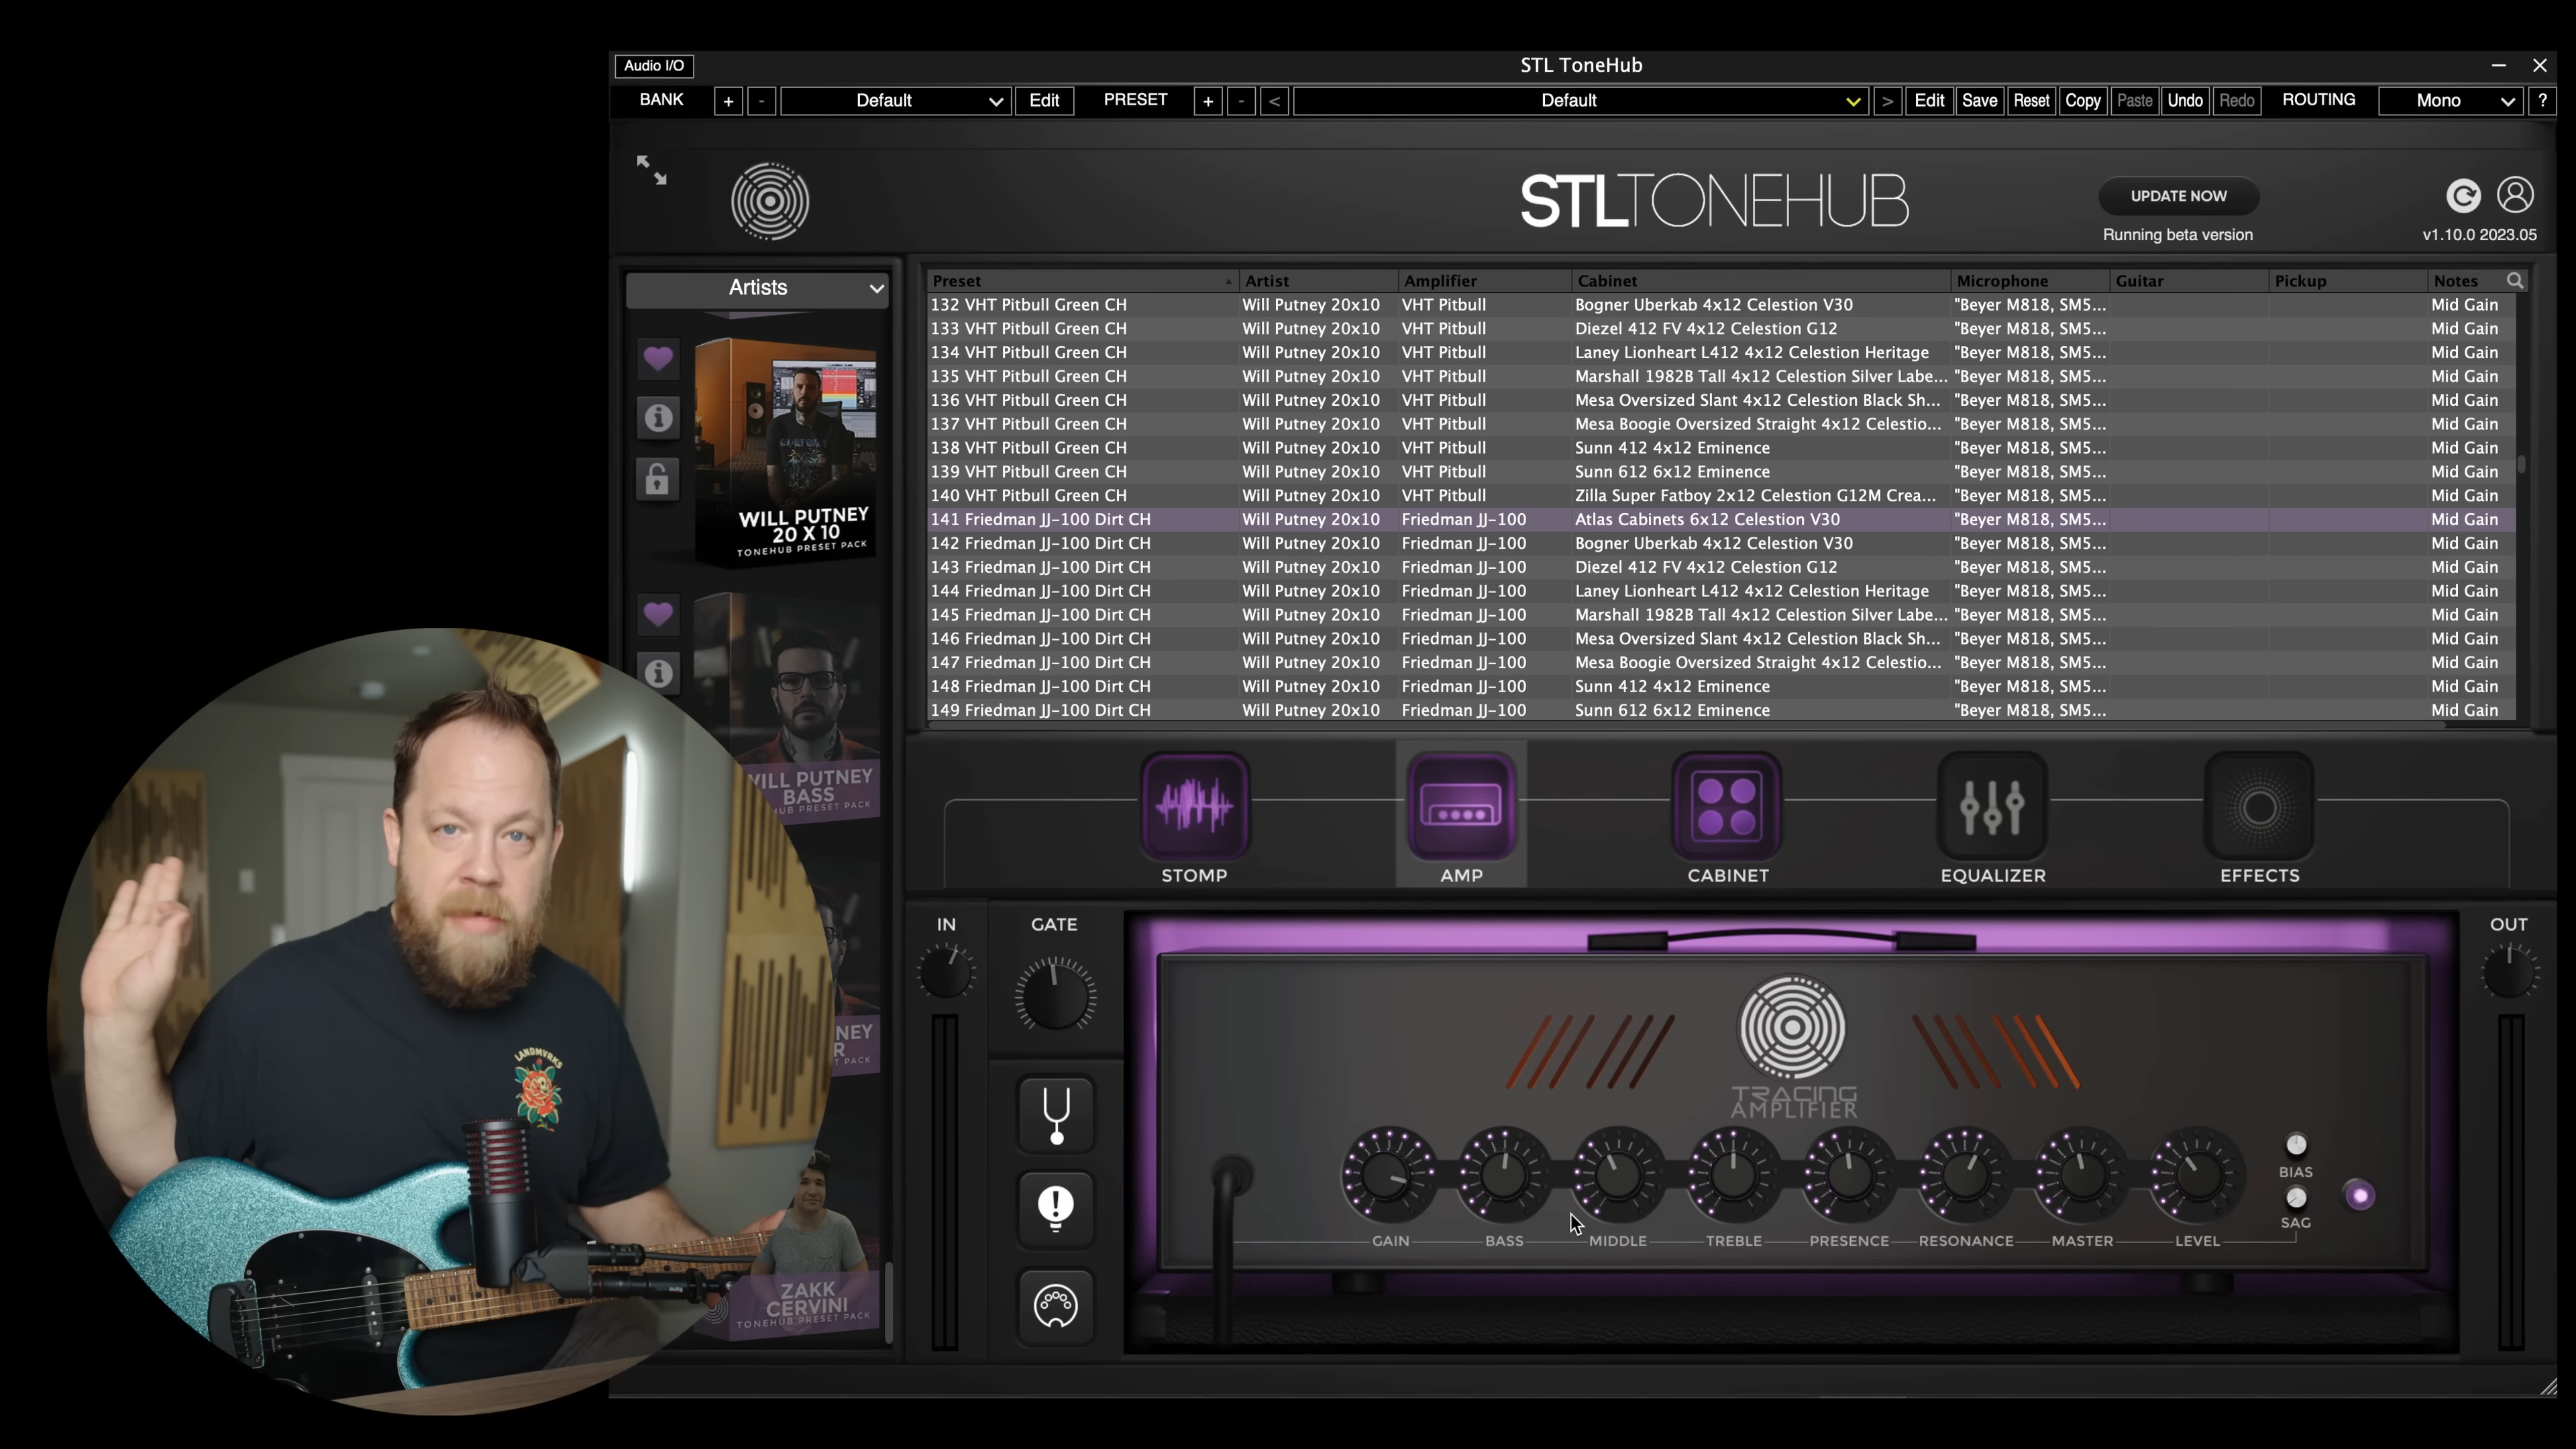 STL ToneHub
Audio I/O
BANK + - Default Edit PRESET + - < Default > Edit Save Reset Copy Paste Undo Redo ROUTING Mono ?
STLTONEHUB
UPDATE NOW
Running beta version
v1.10.0 2023.05
Artists
WILL PUTNEY
20 X 10
TONEHUB PRESET PACK
WILL PUTNEY
BASS
HUB PRESET PACK
NEY
R
T PACK
ZAKK
CERVINI
TONEHUB PRESET PACK
Preset Artist Amplifier Cabinet Microphone Guitar Pickup Notes
132 VHT Pitbull Green CH Will Putney 20x10 VHT Pitbull Bogner Uberkab 4x12 Celestion V30 "Beyer M818, SM5... Mid Gain
133 VHT Pitbull Green CH Will Putney 20x10 VHT Pitbull Diezel 412 FV 4x12 Celestion G12 "Beyer M818, SM5... Mid Gain
134 VHT Pitbull Green CH Will Putney 20x10 VHT Pitbull Laney Lionheart L412 4x12 Celestion Heritage "Beyer M818, SM5... Mid Gain
135 VHT Pitbull Green CH Will Putney 20x10 VHT Pitbull Marshall 1982B Tall 4x12 Celestion Silver Labe... "Beyer M818, SM5... Mid Gain
136 VHT Pitbull Green CH Will Putney 20x10 VHT Pitbull Mesa Oversized Slant 4x12 Celestion Black Sh... "Beyer M818, SM5... Mid Gain
137 VHT Pitbull Green CH Will Putney 20x10 VHT Pitbull Mesa Boogie Oversized Straight 4x12 Celestio... "Beyer M818, SM5... Mid Gain
138 VHT Pitbull Green CH Will Putney 20x10 VHT Pitbull Sunn 412 4x12 Eminence "Beyer M818, SM5... Mid Gain
139 VHT Pitbull Green CH Will Putney 20x10 VHT Pitbull Sunn 612 6x12 Eminence "Beyer M818, SM5... Mid Gain
140 VHT Pitbull Green CH Will Putney 20x10 VHT Pitbull Zilla Super Fatboy 2x12 Celestion G12M Crea... "Beyer M818, SM5... Mid Gain
141 Friedman JJ-100 Dirt CH Will Putney 20x10 Friedman JJ-100 Atlas Cabinets 6x12 Celestion V30 "Beyer M818, SM5... Mid Gain
142 Friedman JJ-100 Dirt CH Will Putney 20x10 Friedman JJ-100 Bogner Uberkab 4x12 Celestion V30 "Beyer M818, SM5... Mid Gain
143 Friedman JJ-100 Dirt CH Will Putney 20x10 Friedman JJ-100 Diezel 412 FV 4x12 Celestion G12 "Beyer M818, SM5... Mid Gain
144 Friedman JJ-100 Dirt CH Will Putney 20x10 Friedman JJ-100 Laney Lionheart L412 4x12 Celestion Heritage "Beyer M818, SM5... Mid Gain
145 Friedman JJ-100 Dirt CH Will Putney 20x10 Friedman JJ-100 Marshall 1982B Tall 4x12 Celestion Silver Labe... "Beyer M818, SM5... Mid Gain
146 Friedman JJ-100 Dirt CH Will Putney 20x10 Friedman JJ-100 Mesa Oversized Slant 4x12 Celestion Black Sh... "Beyer M818, SM5... Mid Gain
147 Friedman JJ-100 Dirt CH Will Putney 20x10 Friedman JJ-100 Mesa Boogie Oversized Straight 4x12 Celestio... "Beyer M818, SM5... Mid Gain
148 Friedman JJ-100 Dirt CH Will Putney 20x10 Friedman JJ-100 Sunn 412 4x12 Eminence "Beyer M818, SM5... Mid Gain
149 Friedman JJ-100 Dirt CH Will Putney 20x10 Friedman JJ-100 Sunn 612 6x12 Eminence "Beyer M818, SM5... Mid Gain
STOMP AMP CABINET EQUALIZER EFFECTS
IN GATE OUT
TRACING
AMPLIFIER
BIAS
SAG
GAIN BASS MIDDLE TREBLE PRESENCE RESONANCE MASTER LEVEL
LANDMVRKS